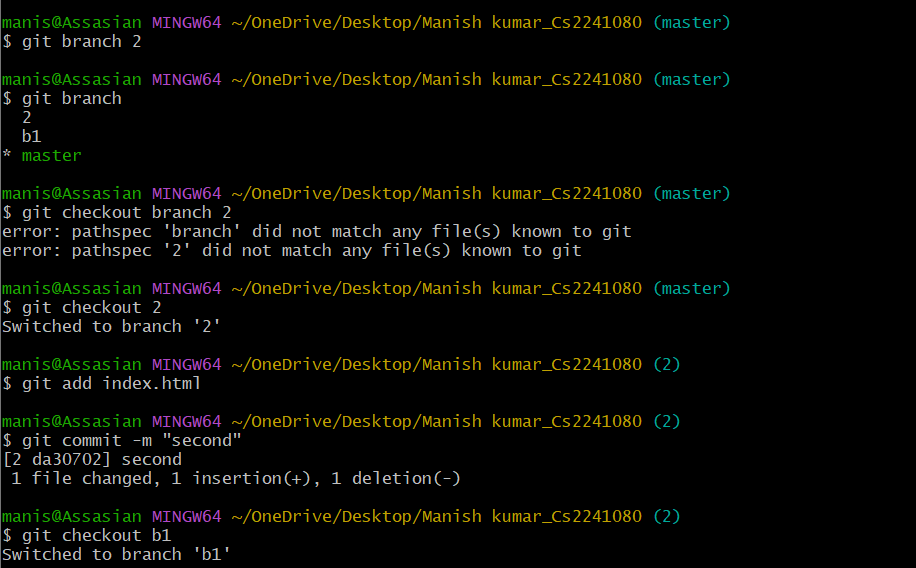 manis@Assasian MINGW64 ~/OneDrive/Desktop/Manish kumar_Cs2241080 (master)
$ git branch 2
manis@Assasian MINGW64 ~/OneDrive/Desktop/Manish kumar_Cs2241080 (master)
$ git branch
  2
  b1
* master
manis@Assasian MINGW64 ~/OneDrive/Desktop/Manish kumar_Cs2241080 (master)
$ git checkout branch 2
error: pathspec 'branch' did not match any file(s) known to git
error: pathspec '2' did not match any file(s) known to git
manis@Assasian MINGW64 ~/OneDrive/Desktop/Manish kumar_Cs2241080 (master)
$ git checkout 2
Switched to branch '2'
manis@Assasian MINGW64 ~/OneDrive/Desktop/Manish kumar_Cs2241080 (2)
$ git add index.html
manis@Assasian MINGW64 ~/OneDrive/Desktop/Manish kumar_Cs2241080 (2)
$ git commit -m "second"
[2 da30702] second
 1 file changed, 1 insertion(+), 1 deletion(-)
manis@Assasian MINGW64 ~/OneDrive/Desktop/Manish kumar_Cs2241080 (2)
$ git checkout b1
Switched to branch 'b1'